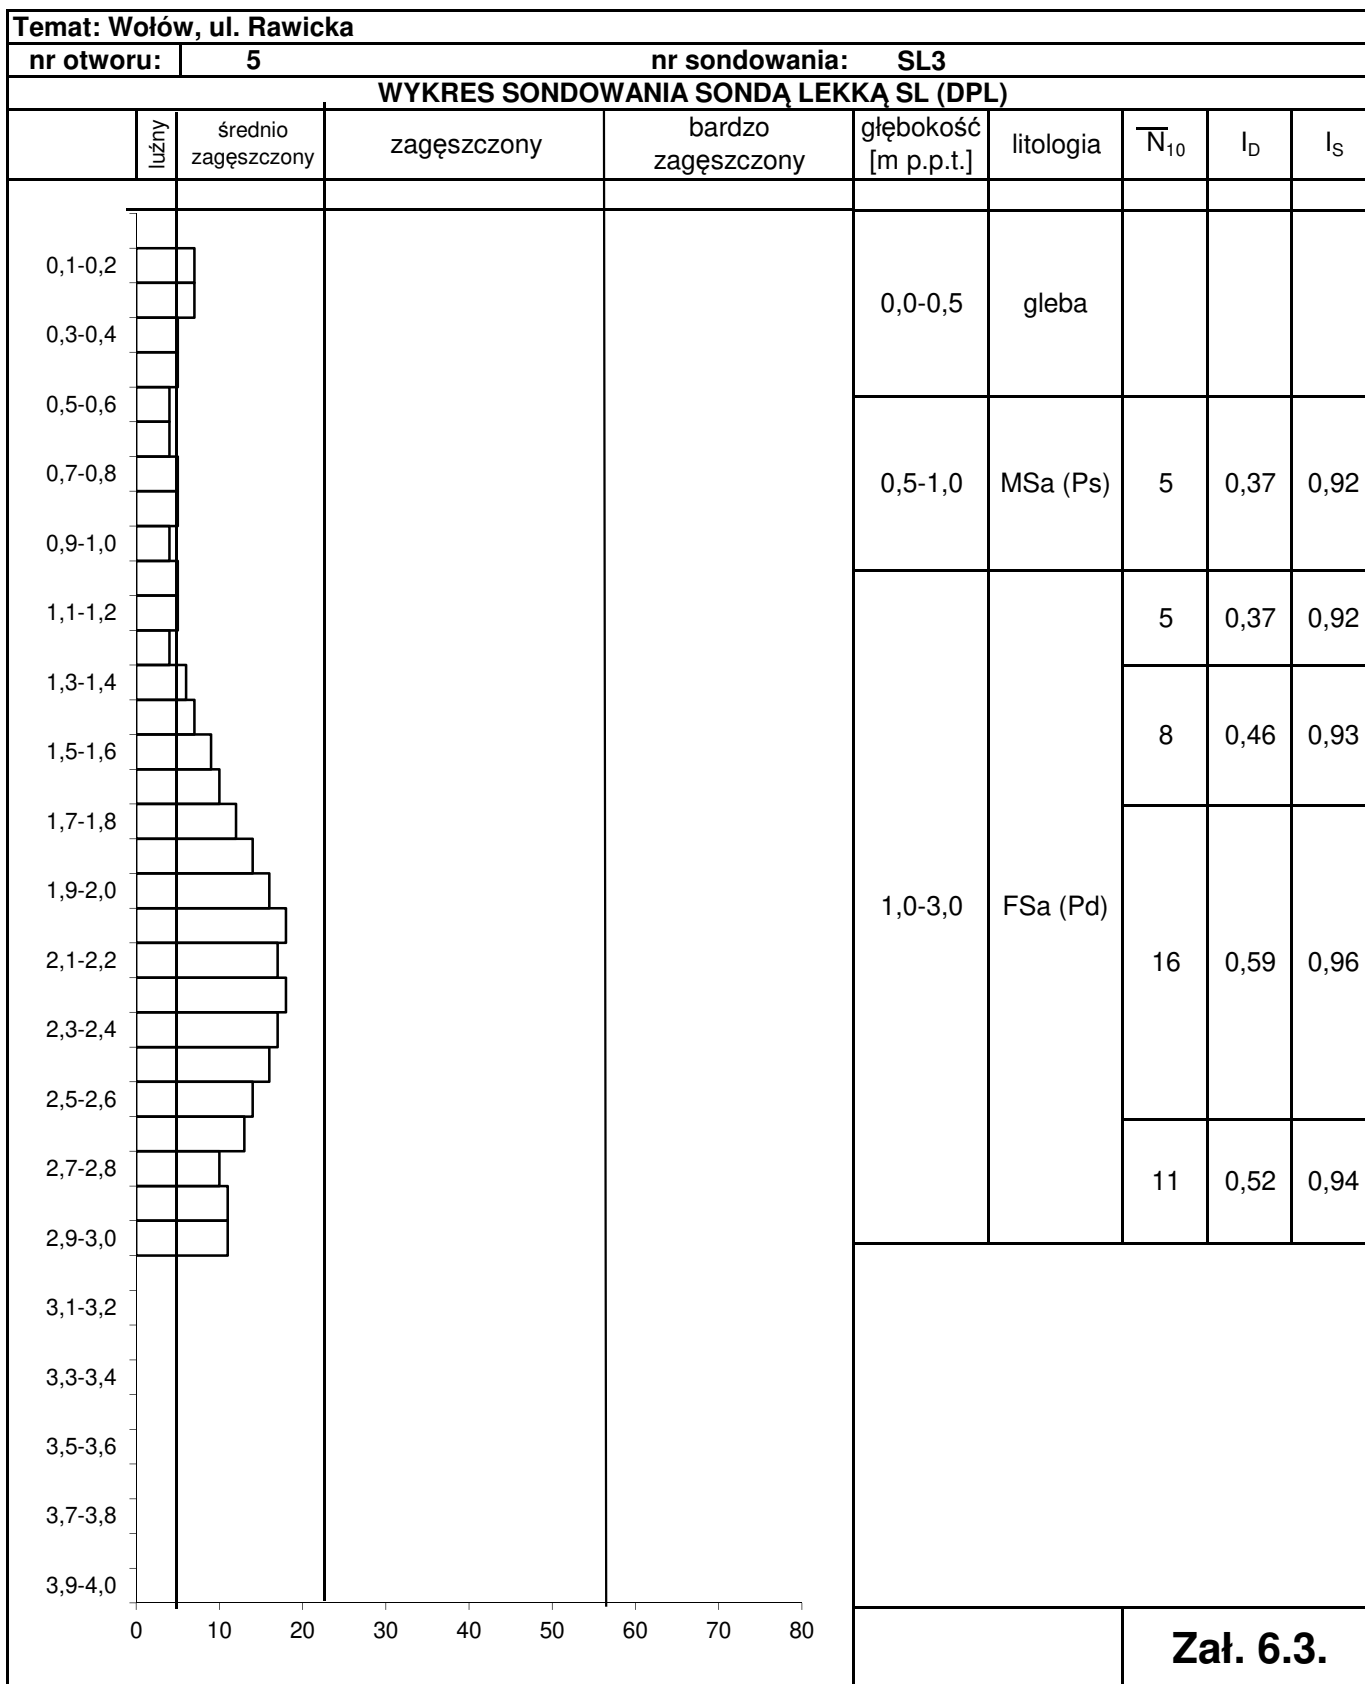 Temat: Wołów, ul. Rawicka
nr otworu: 5 nr sondowania: SL3
WYKRES SONDOWANIA SONDĄ LEKKĄ SL (DPL)
luźny
średnio
zagęszczony
zagęszczony
bardzo
zagęszczony
głębokość
[m p.p.t.]
litologia
N10
ID
IS
0,1-0,2
0,3-0,4
0,5-0,6
0,7-0,8
0,9-1,0
1,1-1,2
1,3-1,4
1,5-1,6
1,7-1,8
1,9-2,0
2,1-2,2
2,3-2,4
2,5-2,6
2,7-2,8
2,9-3,0
3,1-3,2
3,3-3,4
3,5-3,6
3,7-3,8
3,9-4,0
0 10 20 30 40 50 60 70 80
0,0-0,5 gleba
0,5-1,0 MSa (Ps) 5 0,37 0,92
5 0,37 0,92
8 0,46 0,93
1,0-3,0 FSa (Pd)
16 0,59 0,96
11 0,52 0,94
Zał. 6.3.